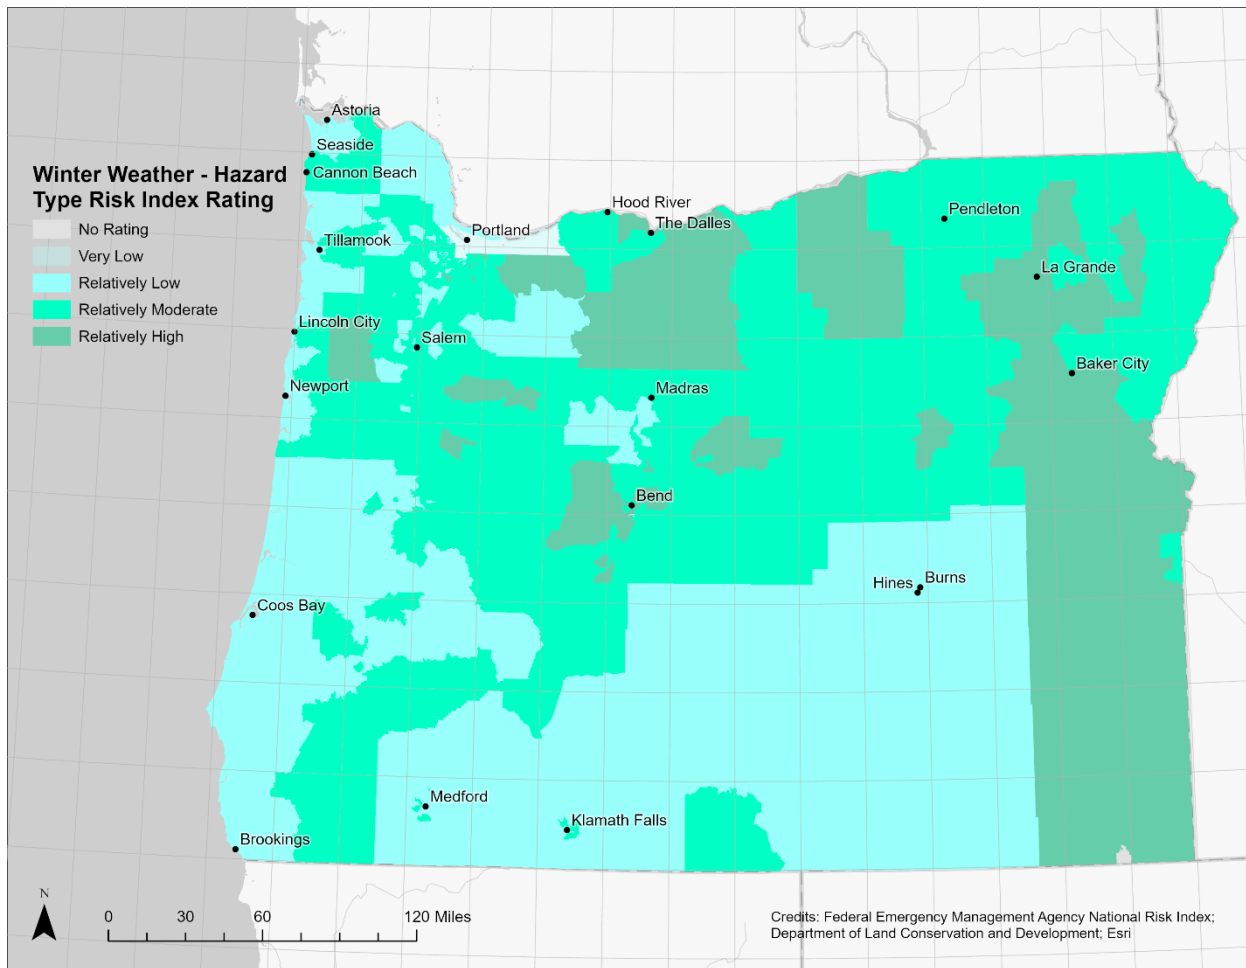 Astoria
Seaside
Cannon Beach
Winter Weather - Hazard
Type Risk Index Rating
No Rating
Very Low
Relatively Low
Relatively Moderate
Relatively High
Hood River
The Dalles
Portland
Pendleton
Tillamook
La Grande
Lincoln City
Salem
Baker City
Newport
Madras
Bend
Hines
Burns
Coos Bay
Medford
Klamath Falls
Brookings
N
0 30 60 120 Miles
Credits: Federal Emergency Management Agency National Risk Index;
Department of Land Conservation and Development; Esri